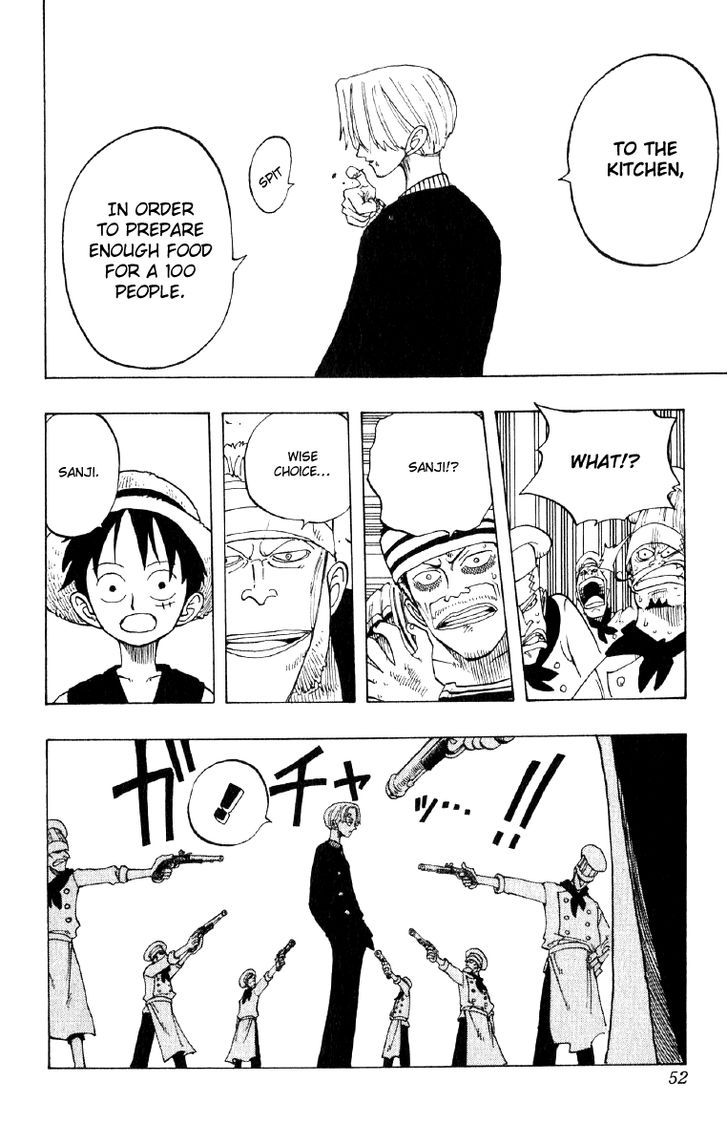 TO THE
KITCHEN,
SPIT
IN ORDER
TO PREPARE
ENOUGH FOOD
FOR A 100
PEOPLE.
WHAT!?
SANJI!?
WISE
CHOICE...
SANJI.
ガチャッ…!!
!
52